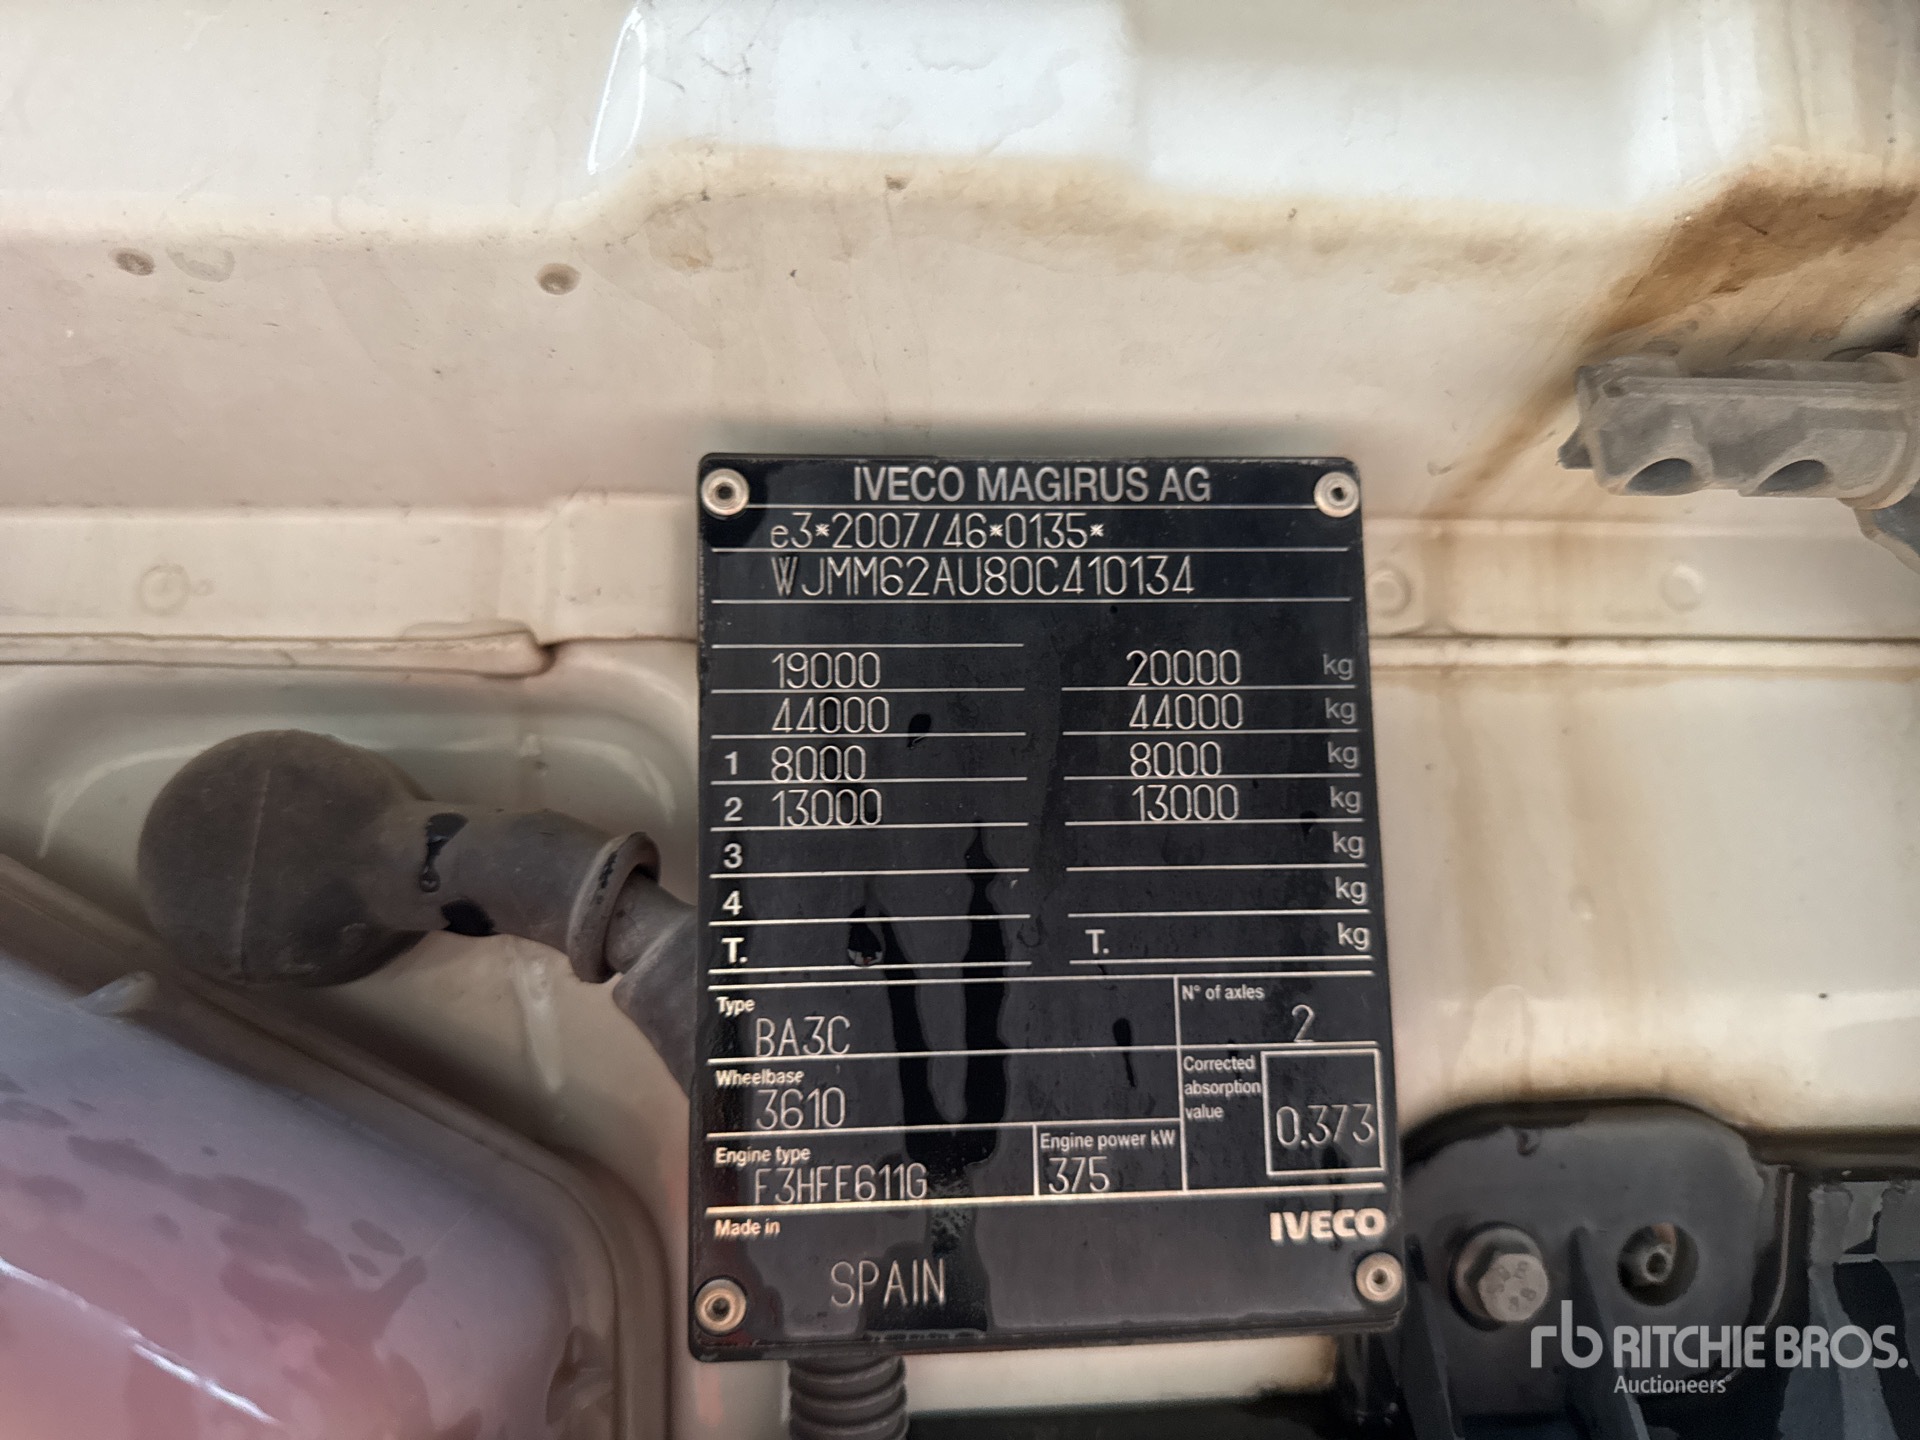 IVECO MAGIRUS AG
e3*2007/46*0135*
WJMM62AU80C410134
19000 20000 kg
44000 44000 kg
1 8000 8000 kg
2 13000 13000 kg
3 kg
4 kg
T. T. kg
Type
BA3C
N° of axles
2
Wheelbase
3610
Corrected
absorption
value
0.373
Engine type
F3HFE611G
Engine power kW
375
Made in
IVECO
SPAIN
rb RITCHIE BROS.
Auctioneers